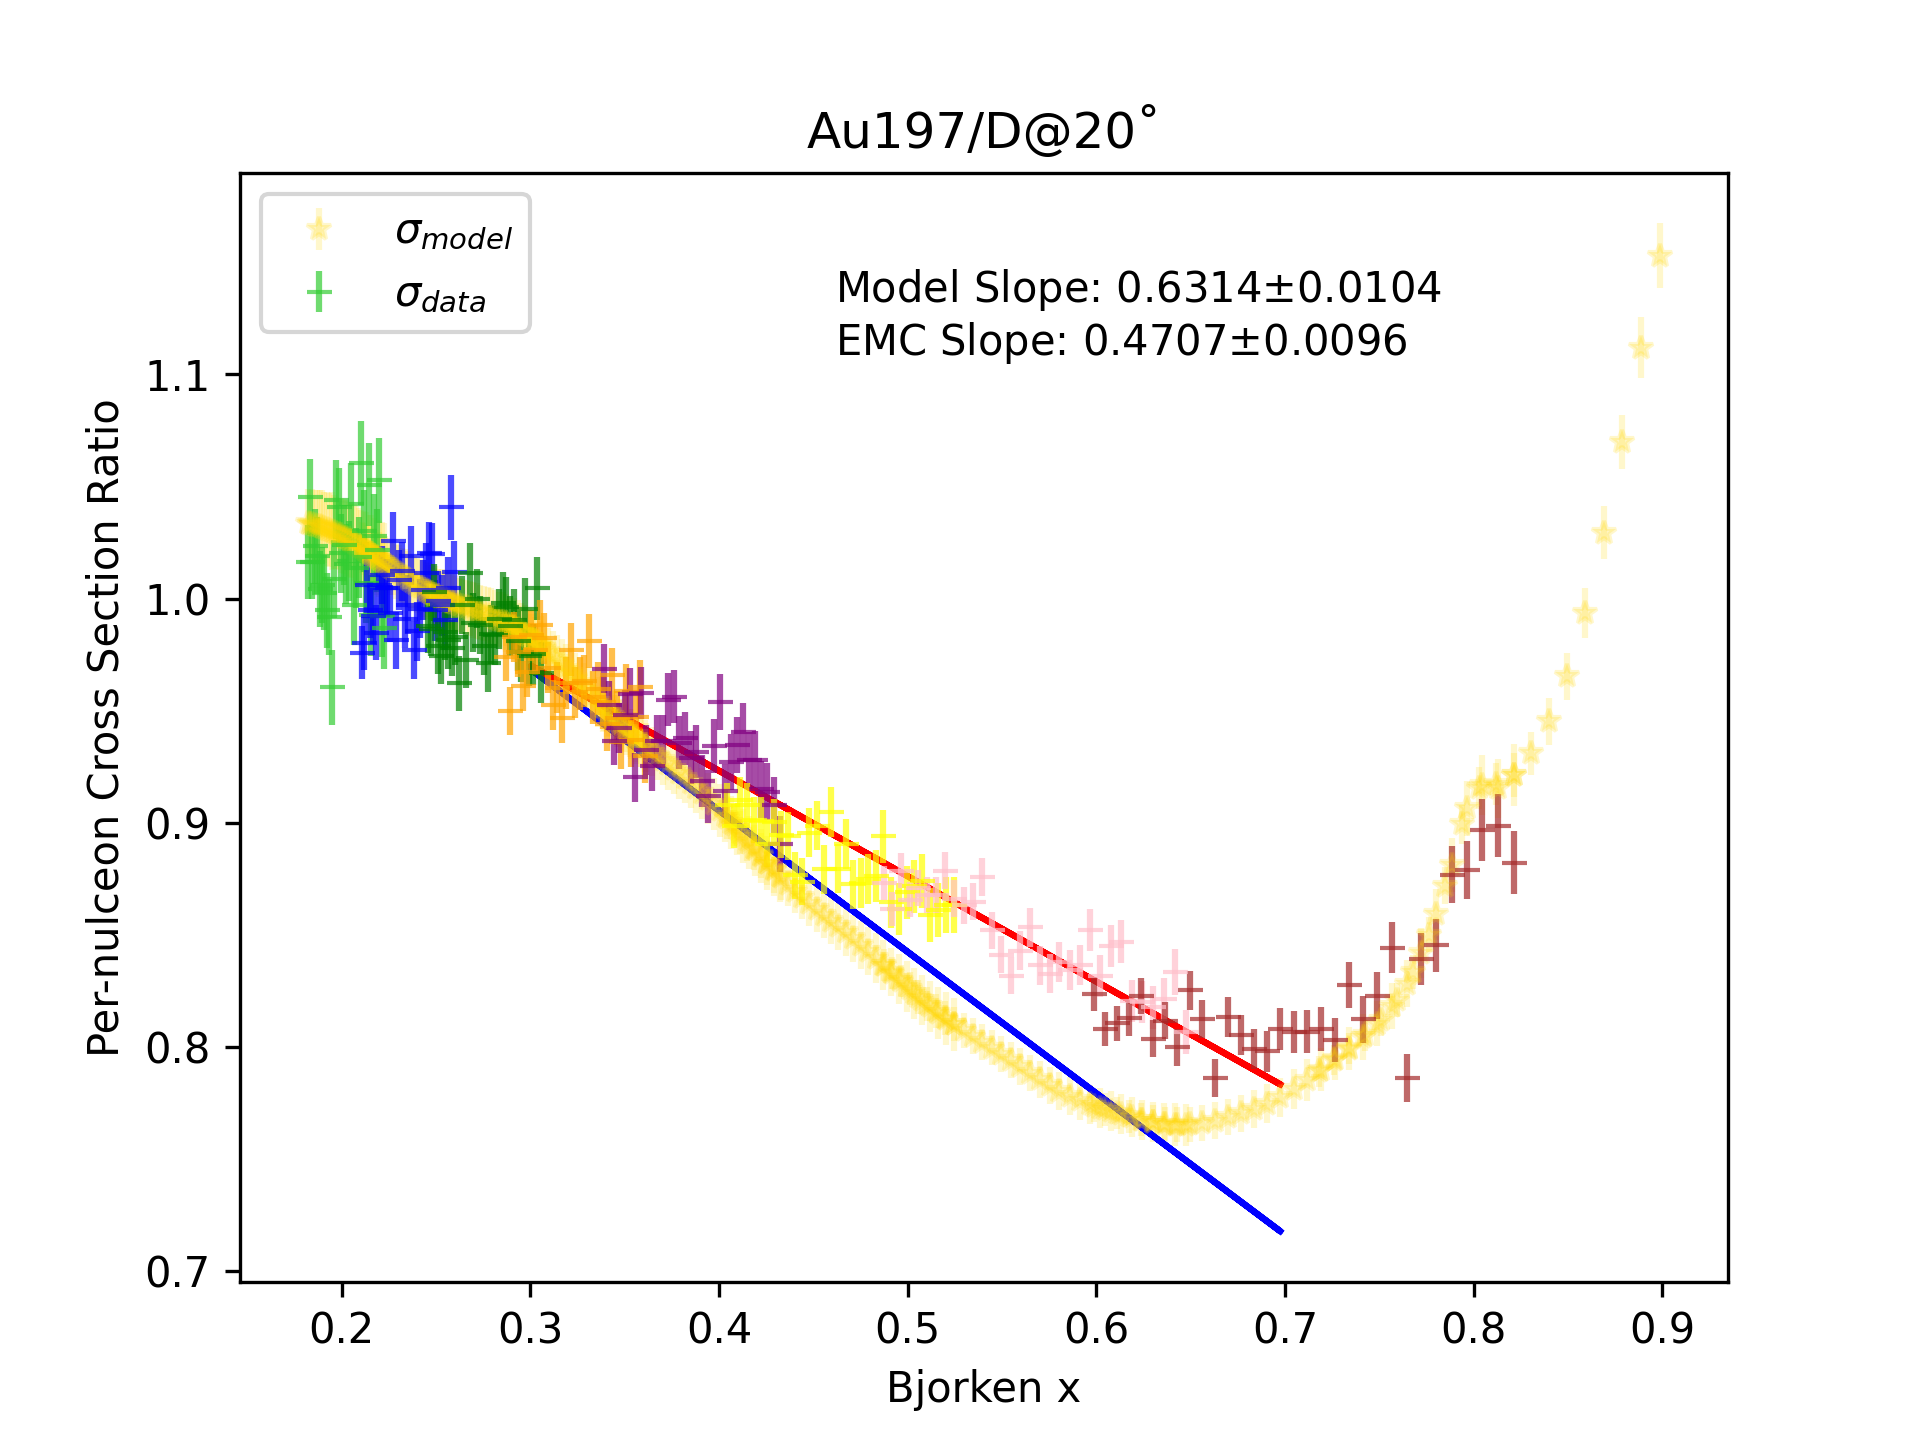 Au197/D@20˚
σmodel
σdata
Model Slope: 0.6314±0.0104
EMC Slope: 0.4707±0.0096
Per-nulceon Cross Section Ratio
1.1
1.0
0.9
0.8
0.7
0.2 0.3 0.4 0.5 0.6 0.7 0.8 0.9
Bjorken x